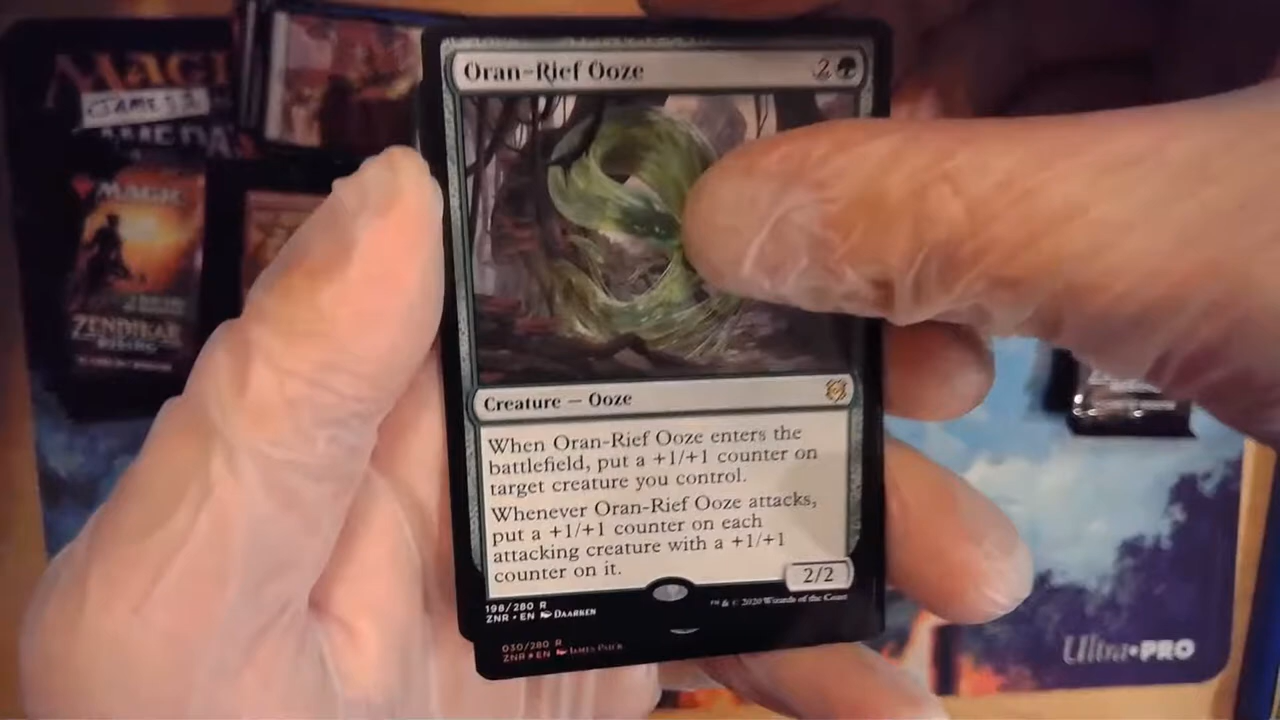 Oran-Rief Ooze 2
Creature — Ooze
When Oran-Rief Ooze enters the
battlefield, put a +1/+1 counter on
target creature you control.
Whenever Oran-Rief Ooze attacks,
put a +1/+1 counter on each
attacking creature with a +1/+1
counter on it.
2/2
198/280 R
ZNR • EN DAARKEN
™ & © 2020 Wizards of the Coast
030/280 R
ZNR EN
MAGIC
ZENDIKAR
RISING
Ultra•PRO